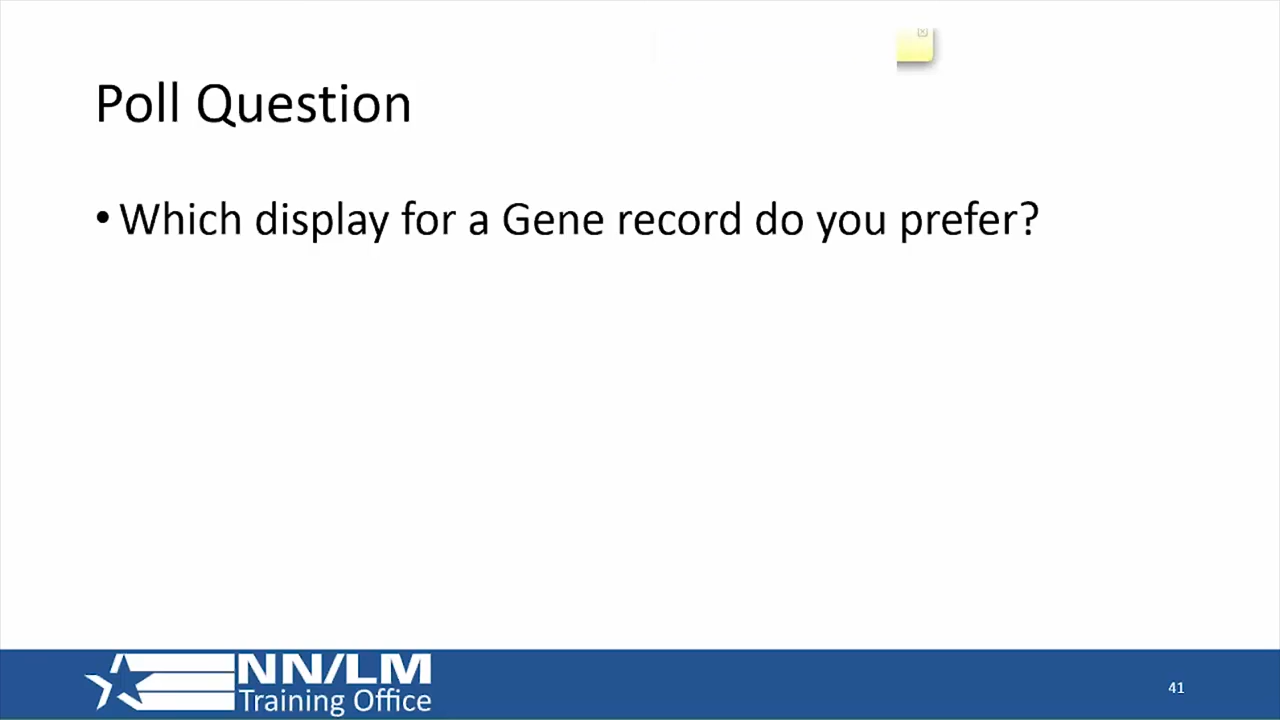 Poll Question
• Which display for a Gene record do you prefer?
NN/LM
Training Office
41